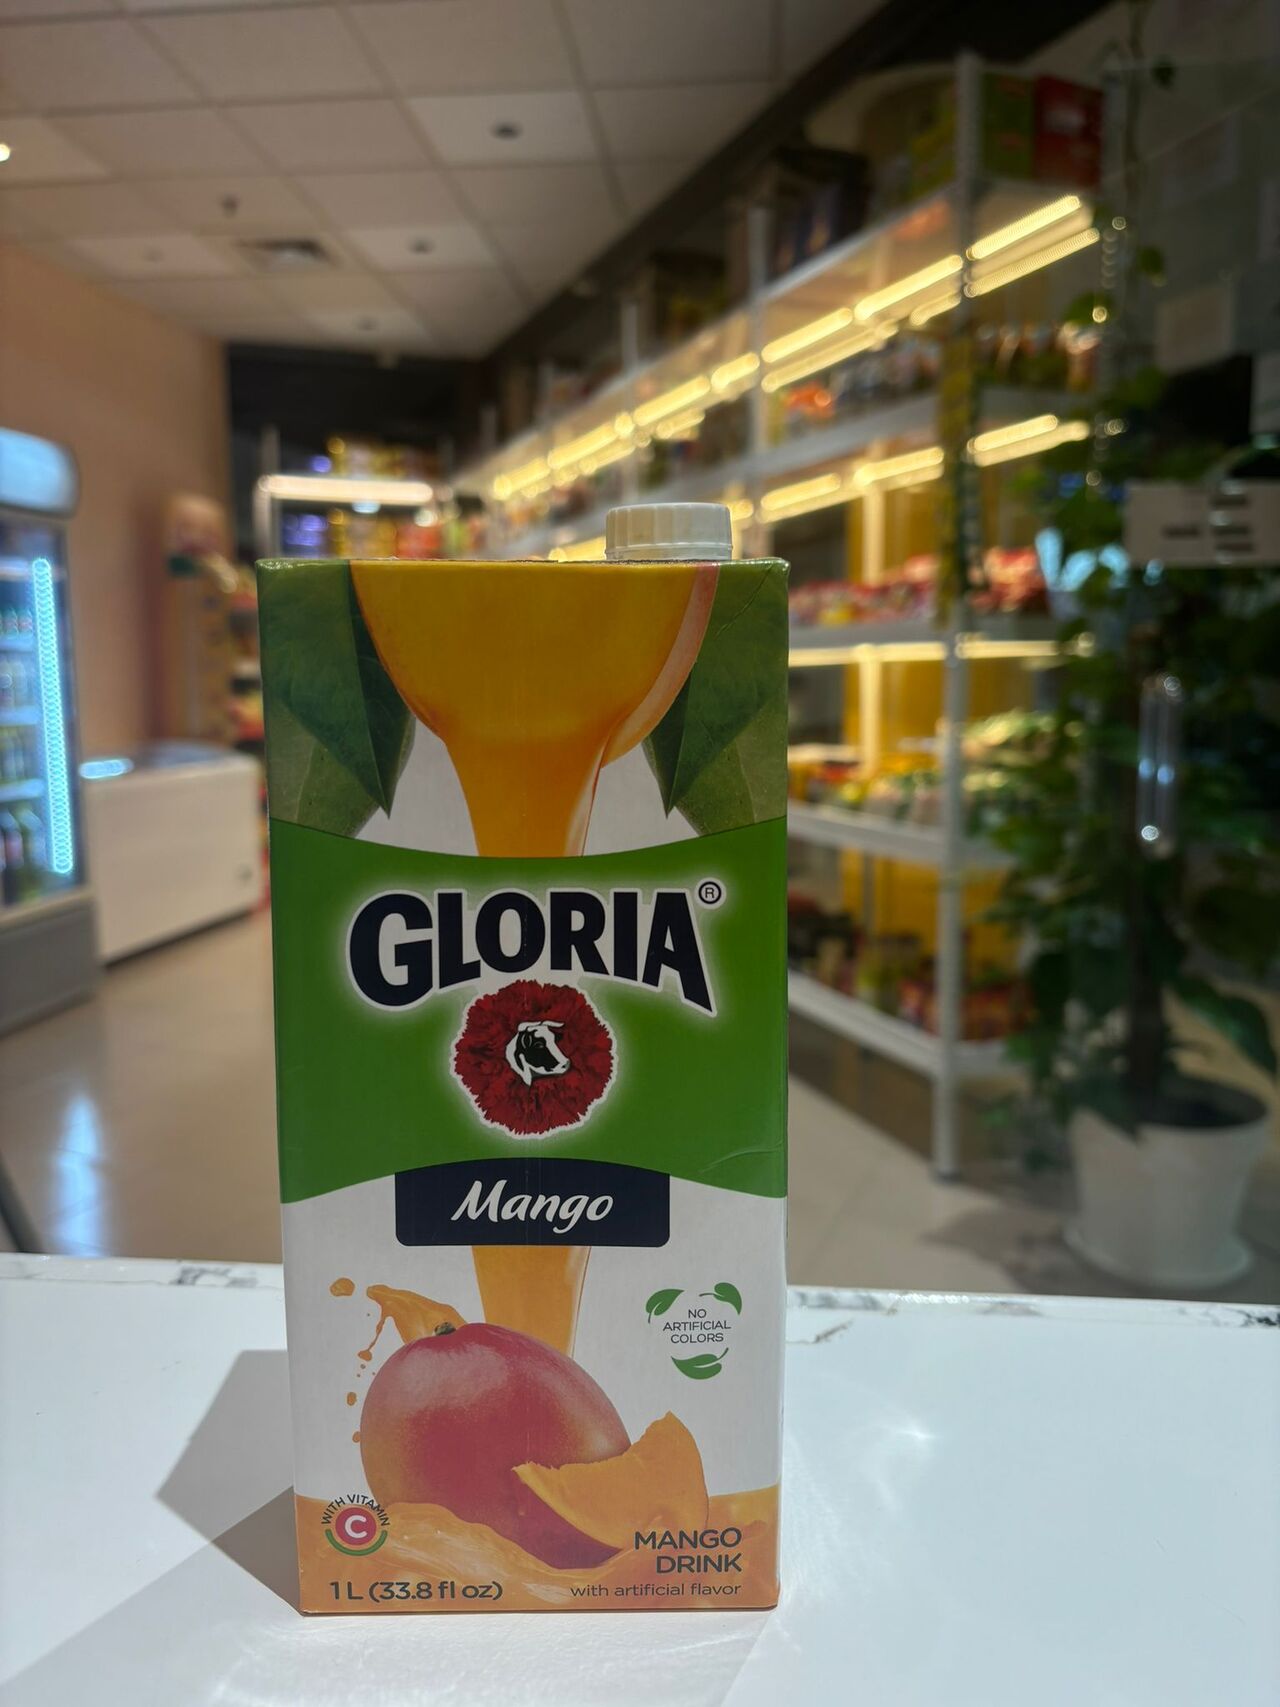 GLORIA®
Mango
NO
ARTIFICIAL
COLORS
WITH VITAMIN
C
MANGO
DRINK
1 L (33.8 fl oz)
with artificial flavor